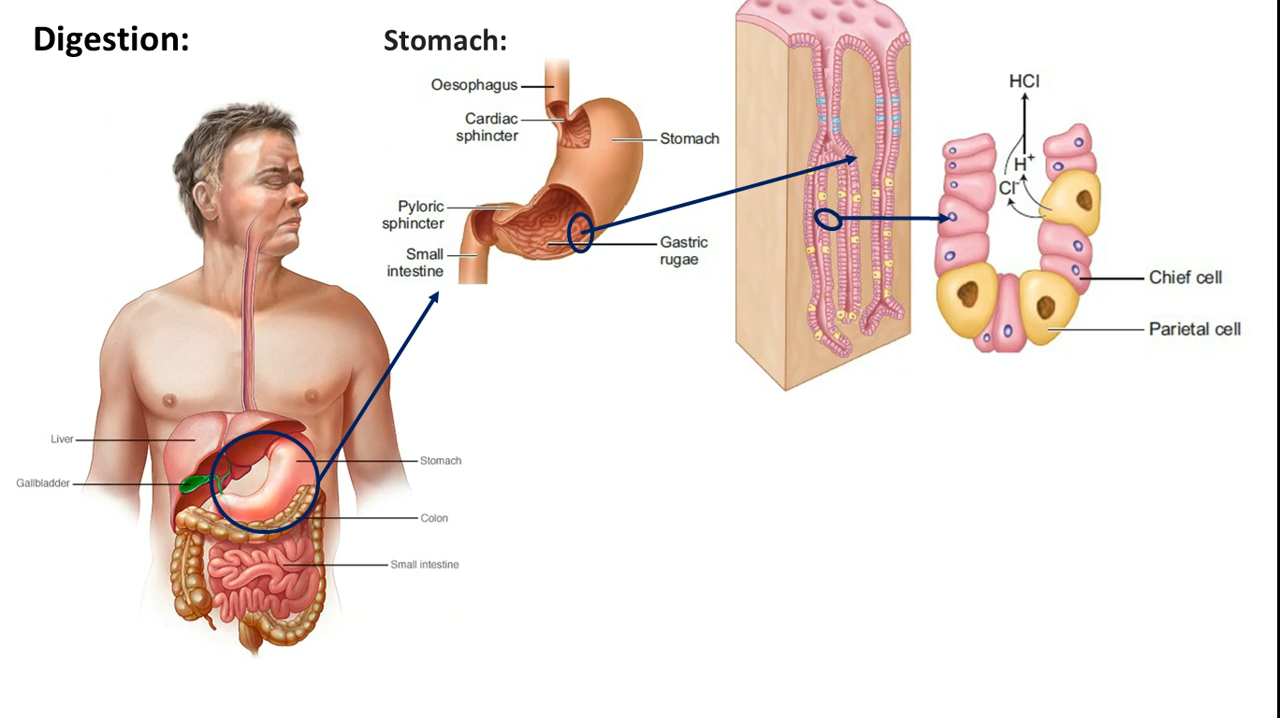 Digestion:
Stomach:
Oesophagus
Cardiac
sphincter
Stomach
Pyloric
sphincter
Small
intestine
Gastric
rugae
HCl
H+
Cl-
Chief cell
Parietal cell
Liver
Gallbladder
Stomach
Colon
Small intestine